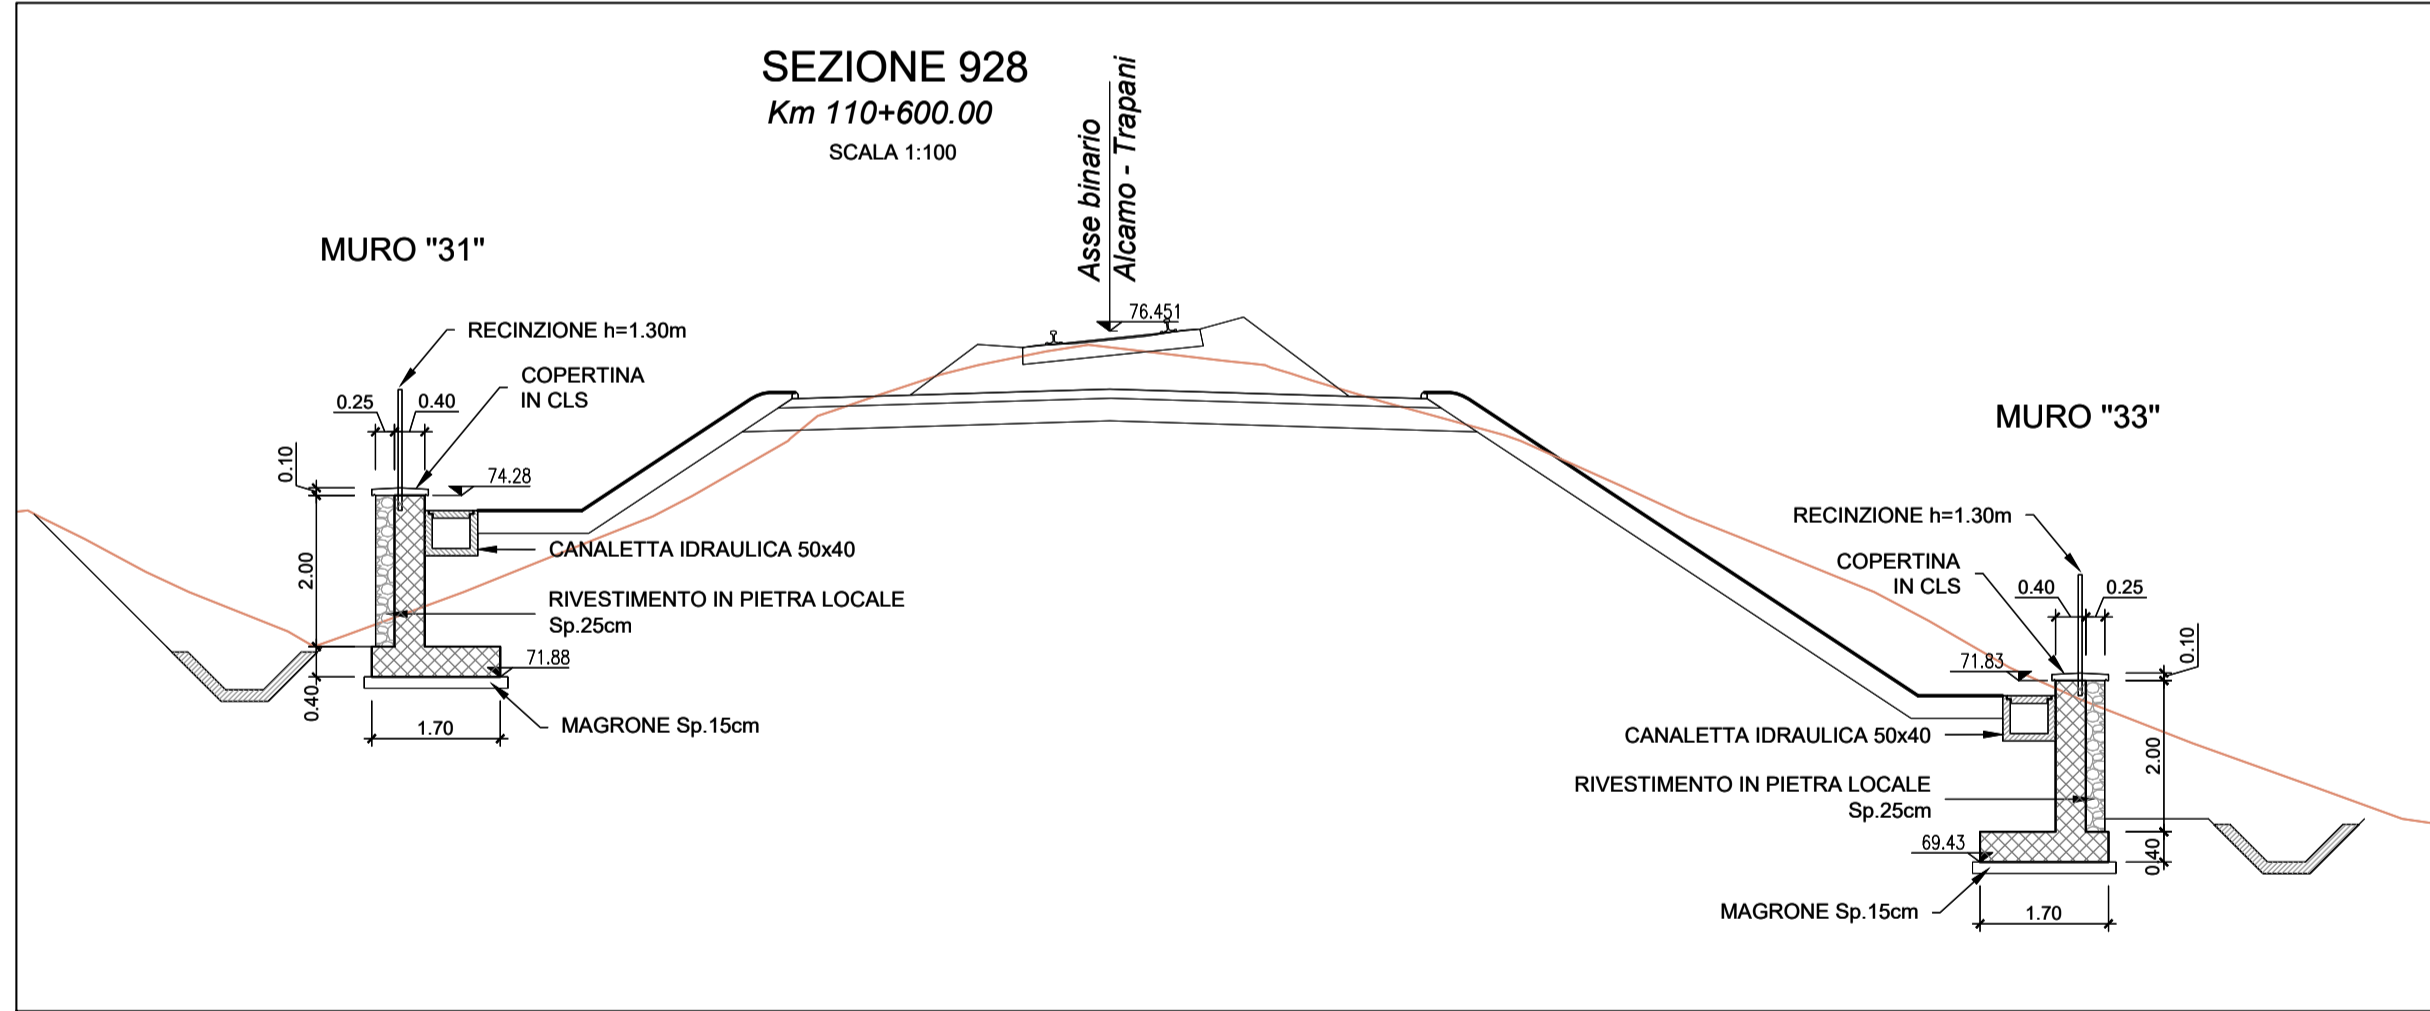 SEZIONE 928
Km 110+600.00
SCALA 1:100
Asse binario
Alcamo - Trapani
76.451
MURO "31"
RECINZIONE h=1.30m
COPERTINA
IN CLS
0.25
0.40
0.10
74.28
2.00
CANALETTA IDRAULICA 50x40
RIVESTIMENTO IN PIETRA LOCALE
Sp.25cm
71.88
0.40
1.70
MAGRONE Sp.15cm
MURO "33"
RECINZIONE h=1.30m
COPERTINA
IN CLS
0.40
0.25
0.10
71.83
CANALETTA IDRAULICA 50x40
2.00
RIVESTIMENTO IN PIETRA LOCALE
Sp.25cm
69.43
0.40
MAGRONE Sp.15cm
1.70